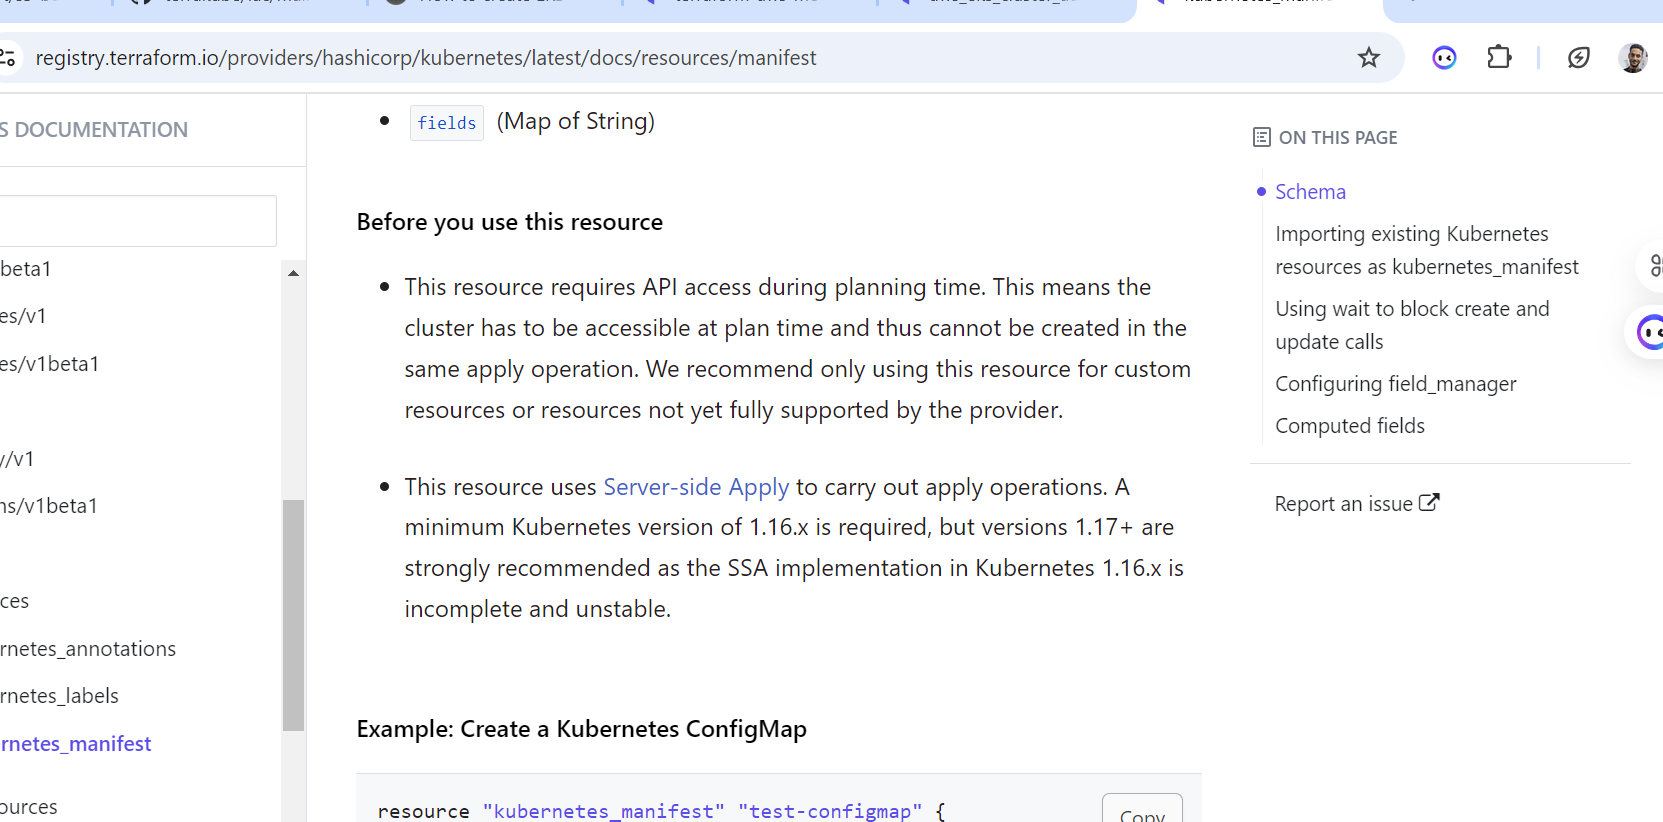 registry.terraform.io/providers/hashicorp/kubernetes/latest/docs/resources/manifest
S DOCUMENTATION
beta1
es/v1
es/v1beta1
y/v1
ns/v1beta1
ces
rnetes_annotations
rnetes_labels
rnetes_manifest
ources
fields (Map of String)
Before you use this resource
This resource requires API access during planning time. This means the
cluster has to be accessible at plan time and thus cannot be created in the
same apply operation. We recommend only using this resource for custom
resources or resources not yet fully supported by the provider.
This resource uses Server-side Apply to carry out apply operations. A
minimum Kubernetes version of 1.16.x is required, but versions 1.17+ are
strongly recommended as the SSA implementation in Kubernetes 1.16.x is
incomplete and unstable.
Example: Create a Kubernetes ConfigMap
resource "kubernetes_manifest" "test-configmap" {
Copy
ON THIS PAGE
Schema
Importing existing Kubernetes
resources as kubernetes_manifest
Using wait to block create and
update calls
Configuring field_manager
Computed fields
Report an issue